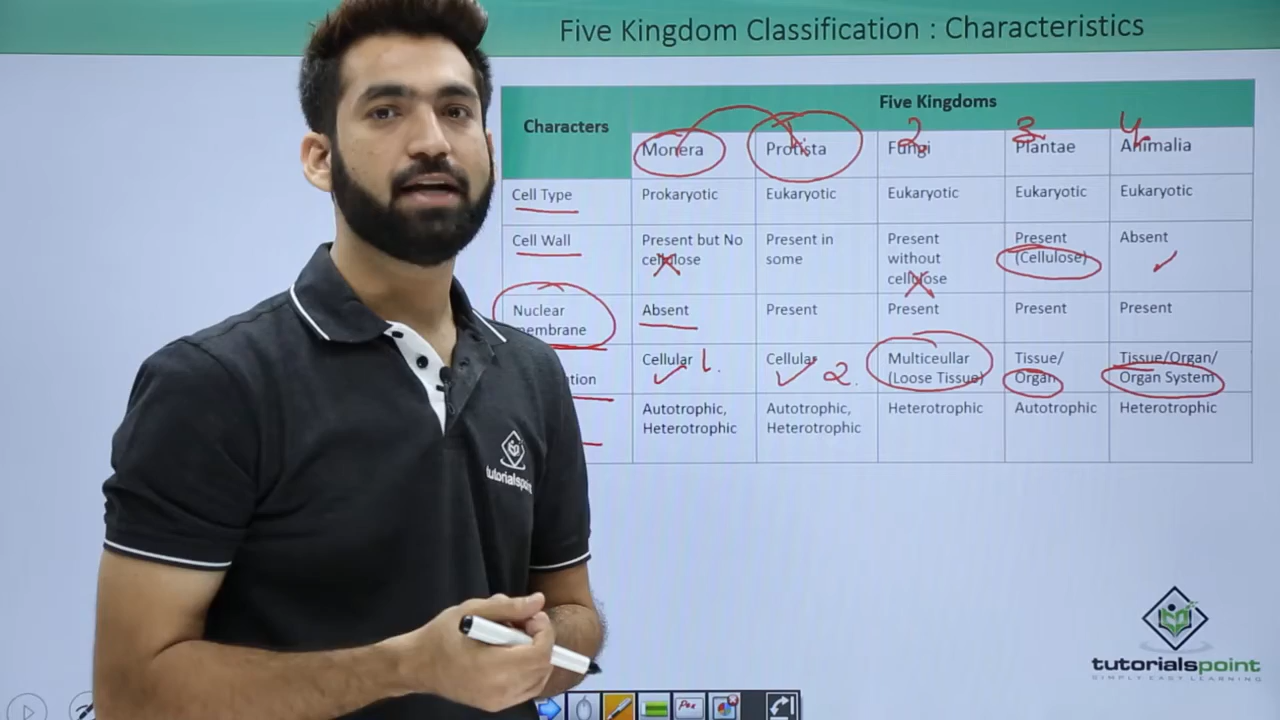 Five Kingdom Classification : Characteristics
Characters
Five Kingdoms
2 3 4
Monera Protista Fungi Plantae Animalia
Cell Type Prokaryotic Eukaryotic Eukaryotic Eukaryotic Eukaryotic
Cell Wall Present but No Present in Present Present Absent
cellulose some without (Cellulose)
cellulose
Nuclear Absent Present Present Present Present
membrane
Cellular 1. Cellular 2. Multiceullar Tissue/ Tissue/Organ/
(Loose Tissue) Organ Organ System
Autotrophic, Autotrophic, Heterotrophic Autotrophic Heterotrophic
Heterotrophic Heterotrophic
tutorialspoint
tutorialspoint
SIMPLY EASY LEARNING
Pen